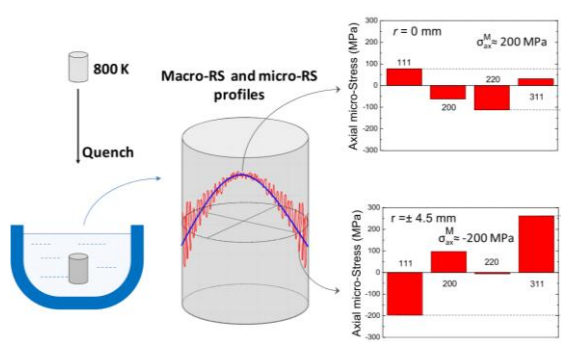 800 K
Quench
Macro-RS and micro-RS
profiles
Axial micro-Stress (MPa)
300
200
100
0
-100
-200
-300
r = 0 mm
σ_ax^M ≈ 200 MPa
111
200
220
311
Axial micro-Stress (MPa)
300
200
100
0
-100
-200
-300
r =± 4.5 mm
σ_ax^M ≈ -200 MPa
111
200
220
311